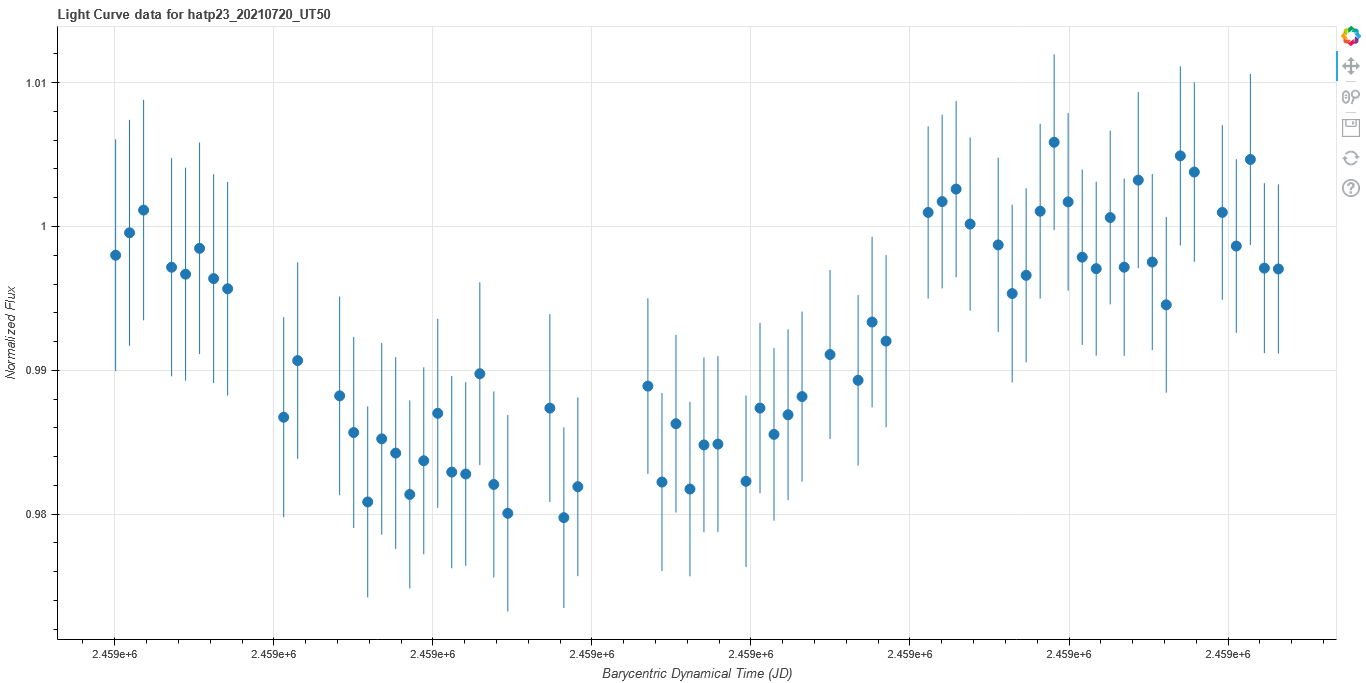 Light Curve data for hatp23_20210720_UT50
1.01
1
0.99
0.98
Normalized Flux
2.459e+6 2.459e+6 2.459e+6 2.459e+6 2.459e+6 2.459e+6 2.459e+6 2.459e+6
Barycentric Dynamical Time (JD)